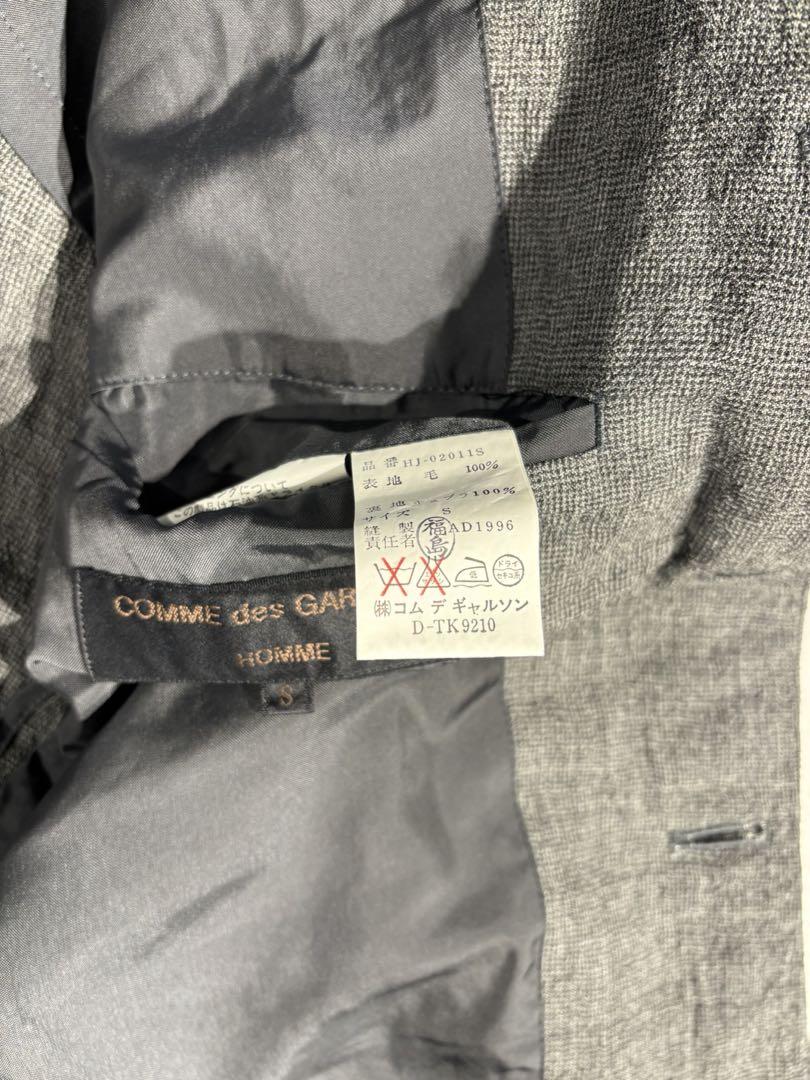 品番 HJ-02011S
表地 毛 100%
裏地 キュプラ100%
サイズ S
縫製 AD1996
責任者 福島
ドライ
セキユ系
低
㈱コム デ ギャルソン
D-TK9210
COMME des GAR
HOMME
S